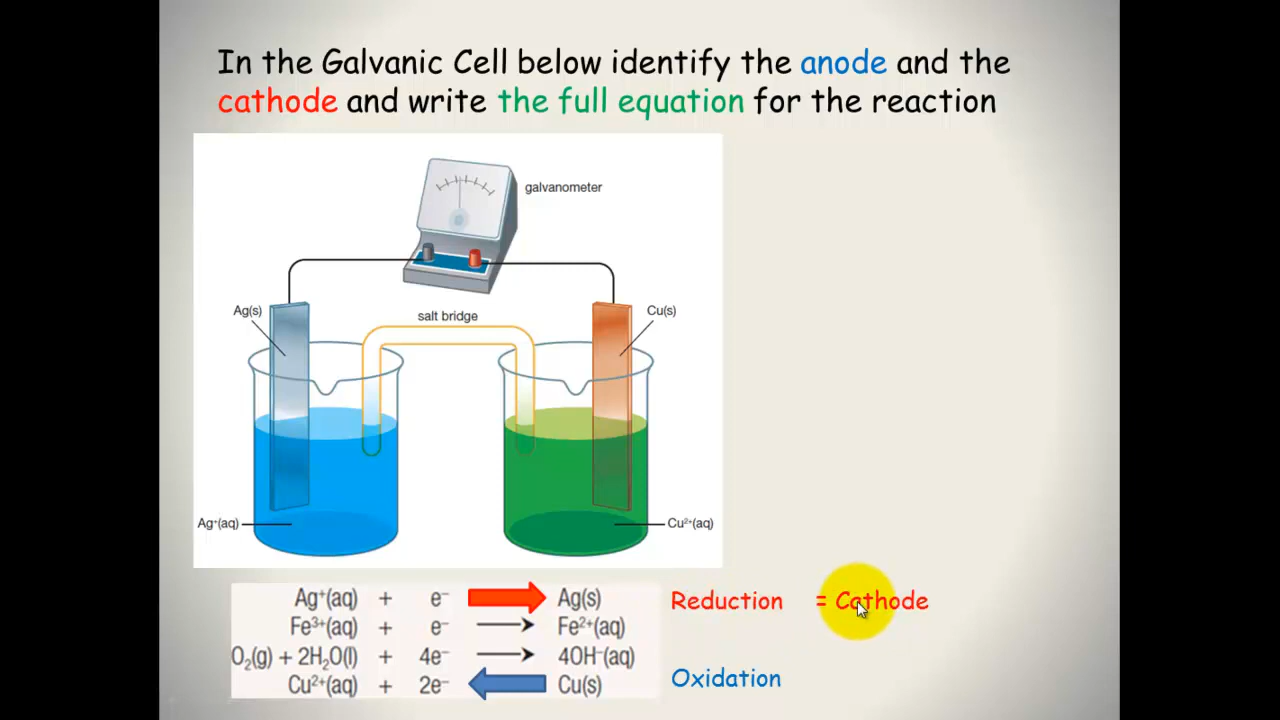 In the Galvanic Cell below identify the anode and the
cathode and write the full equation for the reaction
galvanometer
Ag(s)
salt bridge
Cu(s)
Ag⁺(aq)
Cu²⁺(aq)
Ag⁺(aq) + e⁻ Ag(s) Reduction = Cathode
Fe³⁺(aq) + e⁻ → Fe²⁺(aq)
O₂(g) + 2H₂O(l) + 4e⁻ → 4OH⁻(aq)
Cu²⁺(aq) + 2e⁻ Cu(s) Oxidation